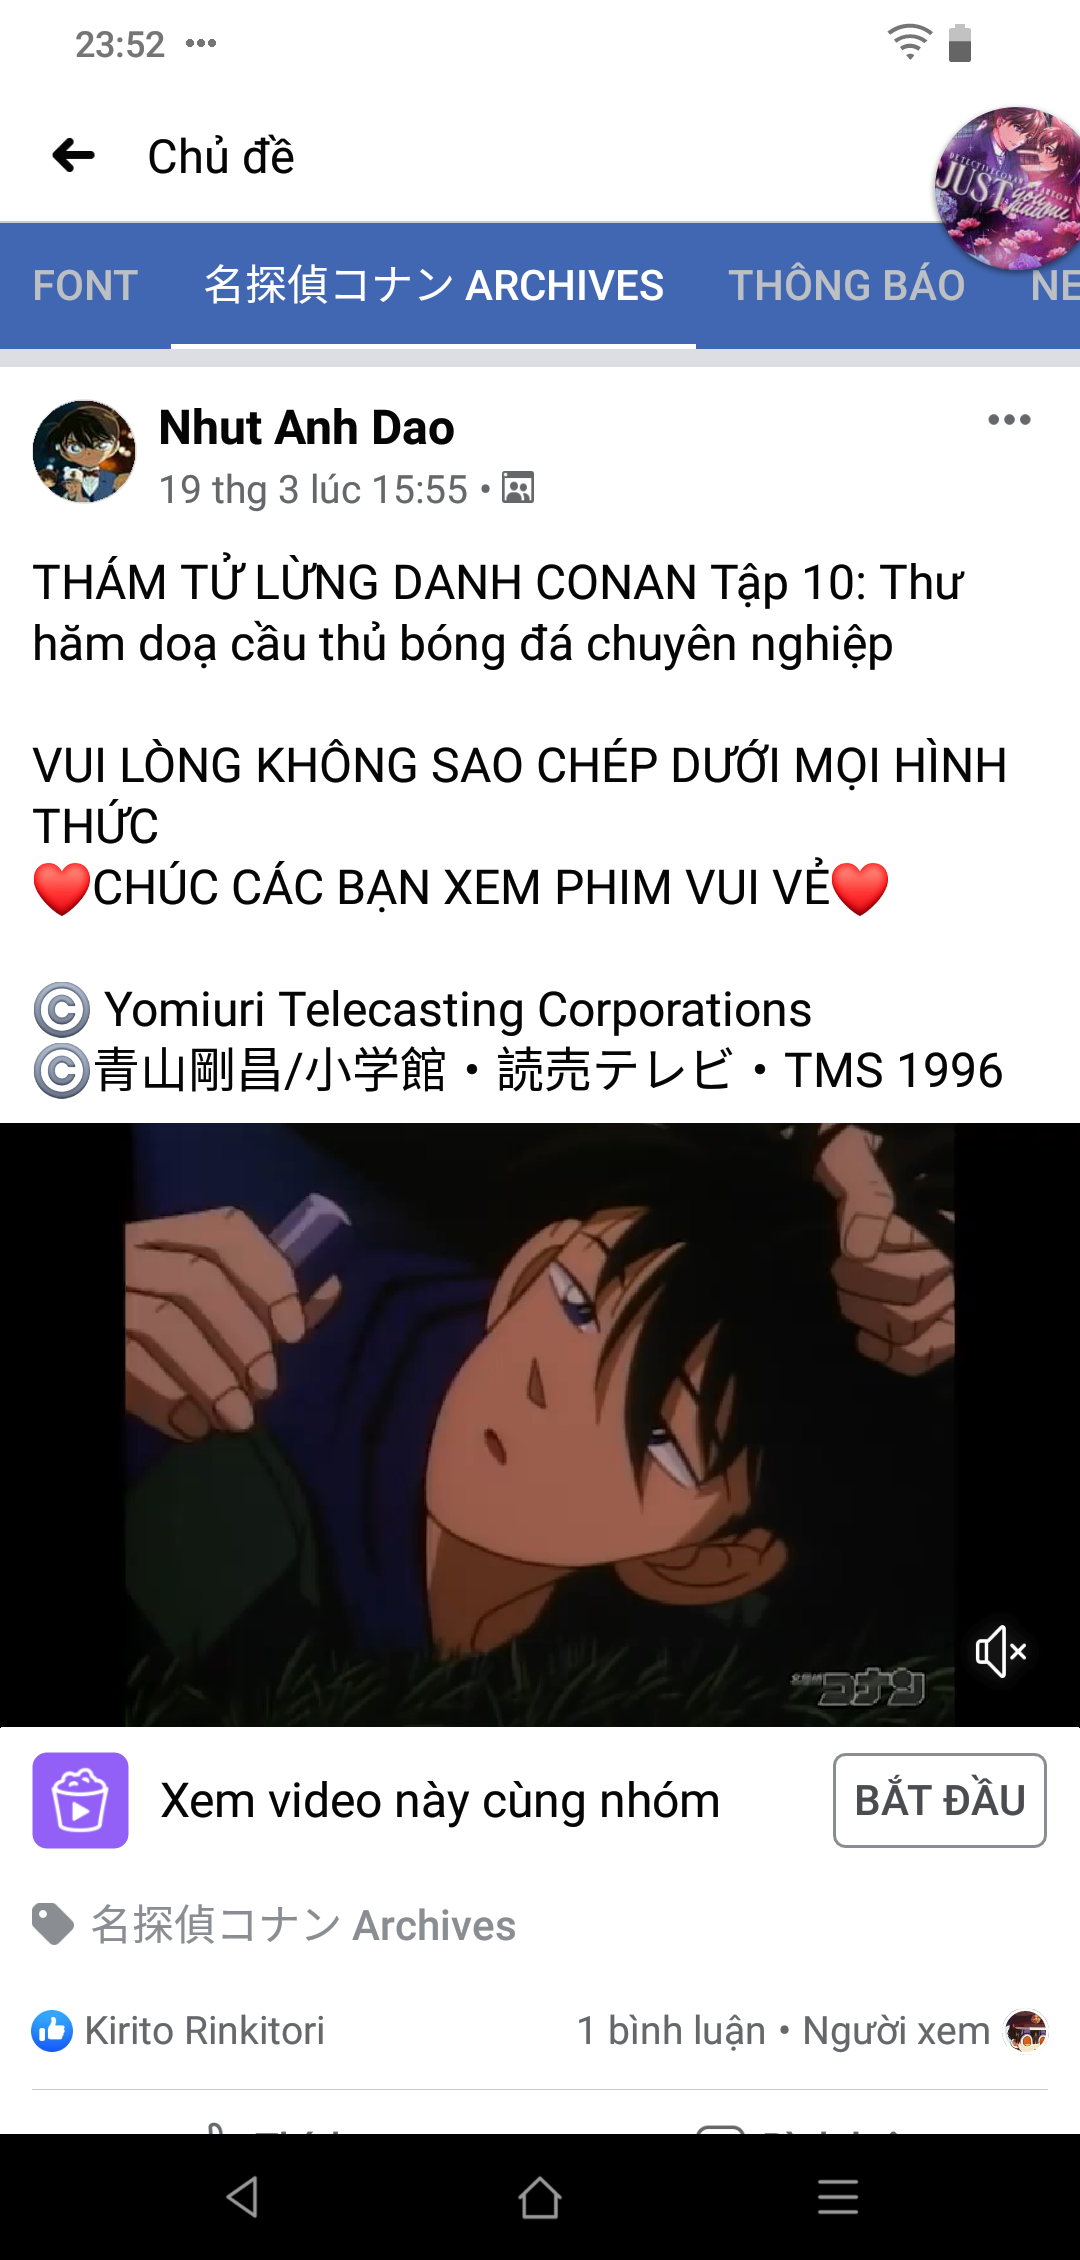 23:52
Chủ đề
DETECTIVE CONAN
JUST
FONT
名探偵コナン ARCHIVES
THÔNG BÁO
NE
Nhut Anh Dao
19 thg 3 lúc 15:55 •
THÁM TỬ LỪNG DANH CONAN Tập 10: Thư
hăm doạ cầu thủ bóng đá chuyên nghiệp
VUI LÒNG KHÔNG SAO CHÉP DƯỚI MỌI HÌNH
THỨC
❤️CHÚC CÁC BẠN XEM PHIM VUI VẺ❤️
© Yomiuri Telecasting Corporations
©青山剛昌/小学館・読売テレビ・TMS 1996
コナン
Xem video này cùng nhóm
BẮT ĐẦU
名探偵コナン Archives
Kirito Rinkitori
1 bình luận • Người xem